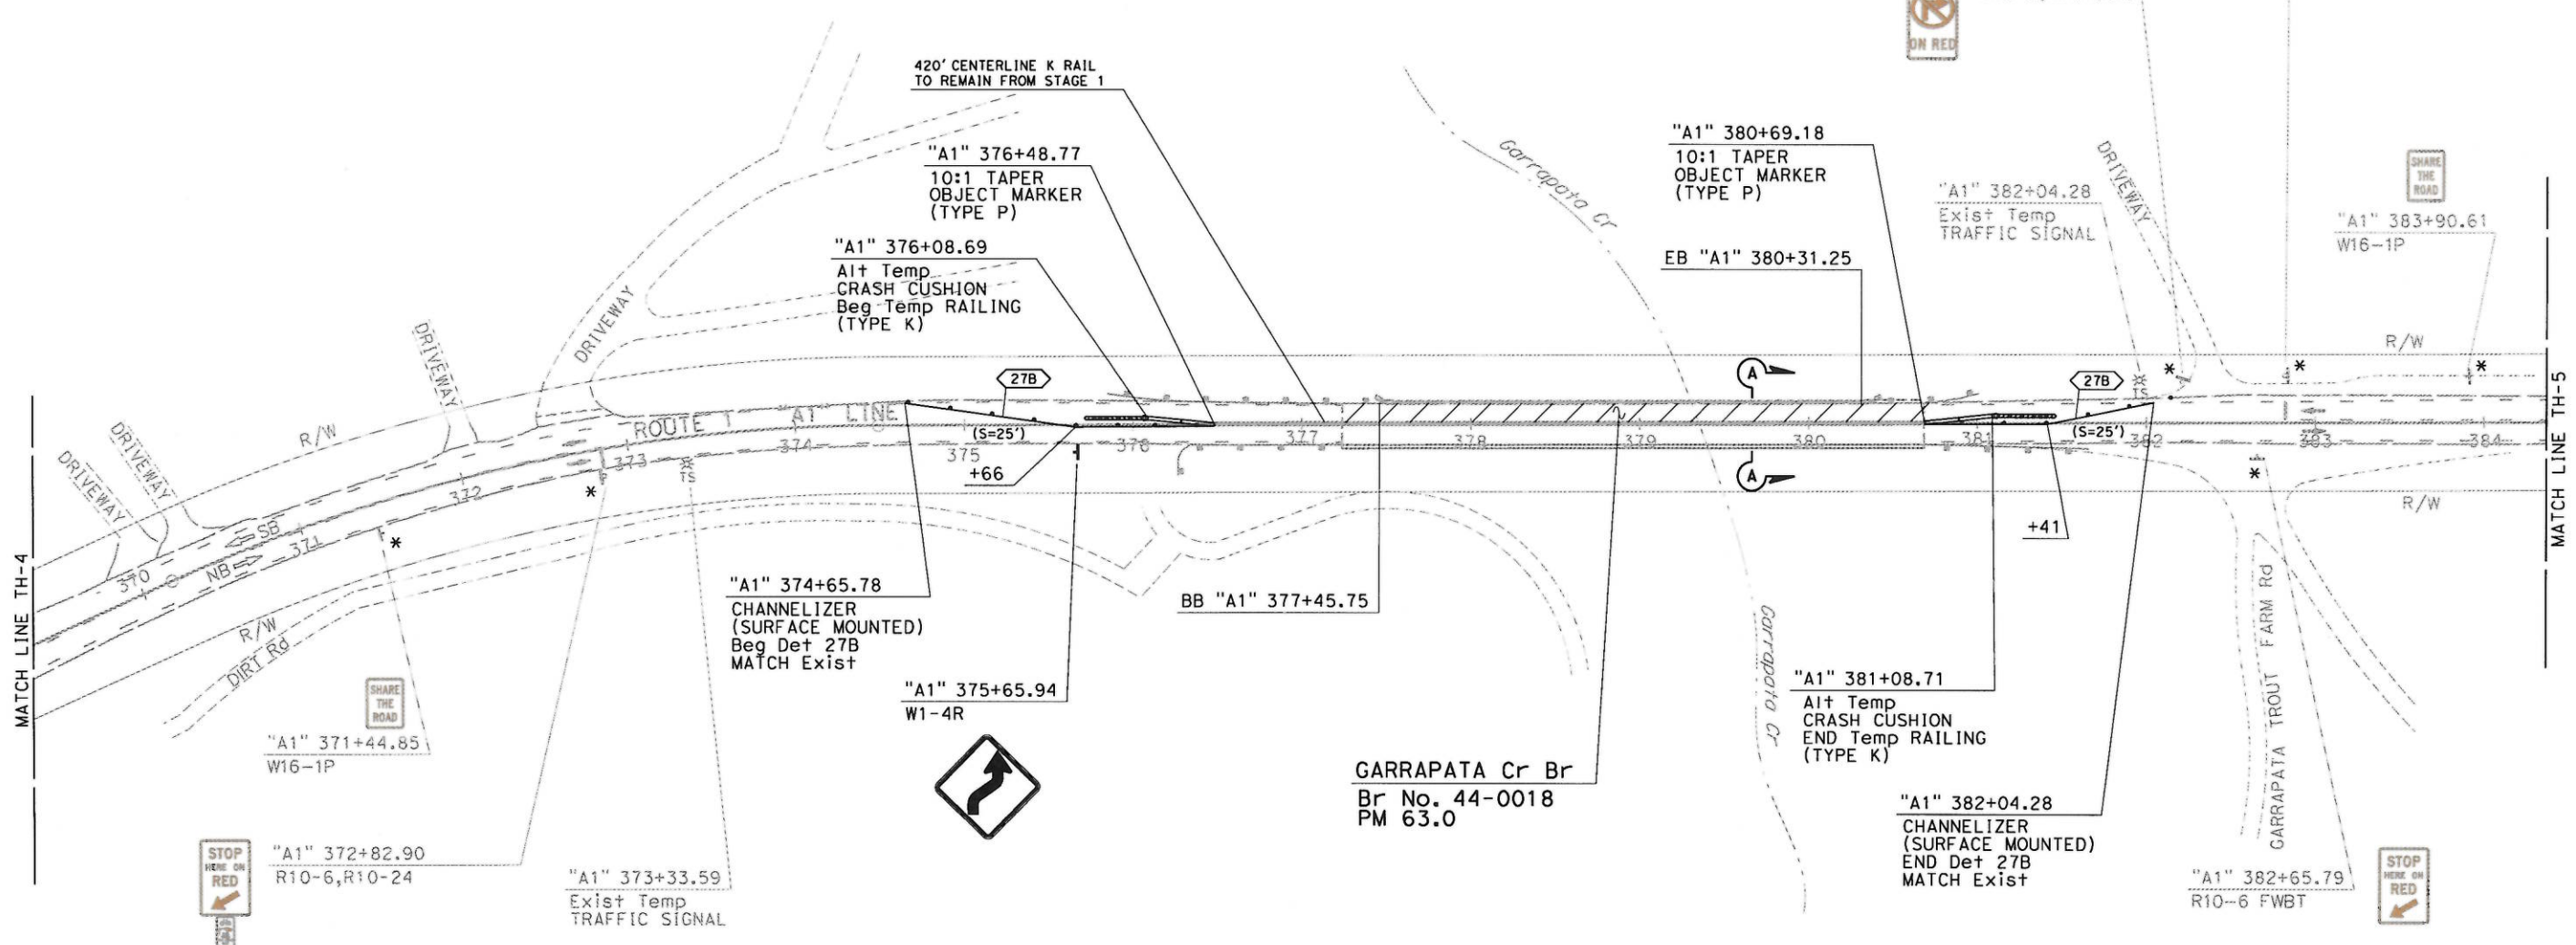 ON RED
420' CENTERLINE K RAIL
TO REMAIN FROM STAGE 1
"A1" 376+48.77
10:1 TAPER
OBJECT MARKER
(TYPE P)
"A1" 376+08.69
Alt Temp
CRASH CUSHION
Beg Temp RAILING
(TYPE K)
Garrapata Cr
"A1" 380+69.18
10:1 TAPER
OBJECT MARKER
(TYPE P)
EB "A1" 380+31.25
"A1" 382+04.28
Exist Temp
TRAFFIC SIGNAL
DRIVEWAY
SHARE
THE
ROAD
"A1" 383+90.61
W16-1P
R/W
MATCH LINE TH-5
DRIVEWAY
DRIVEWAY
DRIVEWAY
DRIVEWAY
R/W
ROUTE 1 "A1" LINE
27B
(S=25')
+66
A
A
27B
(S=25')
+41
TS
TS
370
371
372
373
374
375
376
377
378
379
380
381
382
383
384
SB
NB
R/W
R/W
DIRT Rd
MATCH LINE TH-4
"A1" 374+65.78
CHANNELIZER
(SURFACE MOUNTED)
Beg Det 27B
MATCH Exist
"A1" 375+65.94
W1-4R
BB "A1" 377+45.75
GARRAPATA Cr Br
Br No. 44-0018
PM 63.0
Garrapata Cr
"A1" 381+08.71
Alt Temp
CRASH CUSHION
END Temp RAILING
(TYPE K)
"A1" 382+04.28
CHANNELIZER
(SURFACE MOUNTED)
END Det 27B
MATCH Exist
GARRAPATA TROUT FARM Rd
SHARE
THE
ROAD
"A1" 371+44.85
W16-1P
STOP
HERE ON
RED
"A1" 372+82.90
R10-6,R10-24
"A1" 373+33.59
Exist Temp
TRAFFIC SIGNAL
"A1" 382+65.79
R10-6 FWBT
STOP
HERE ON
RED